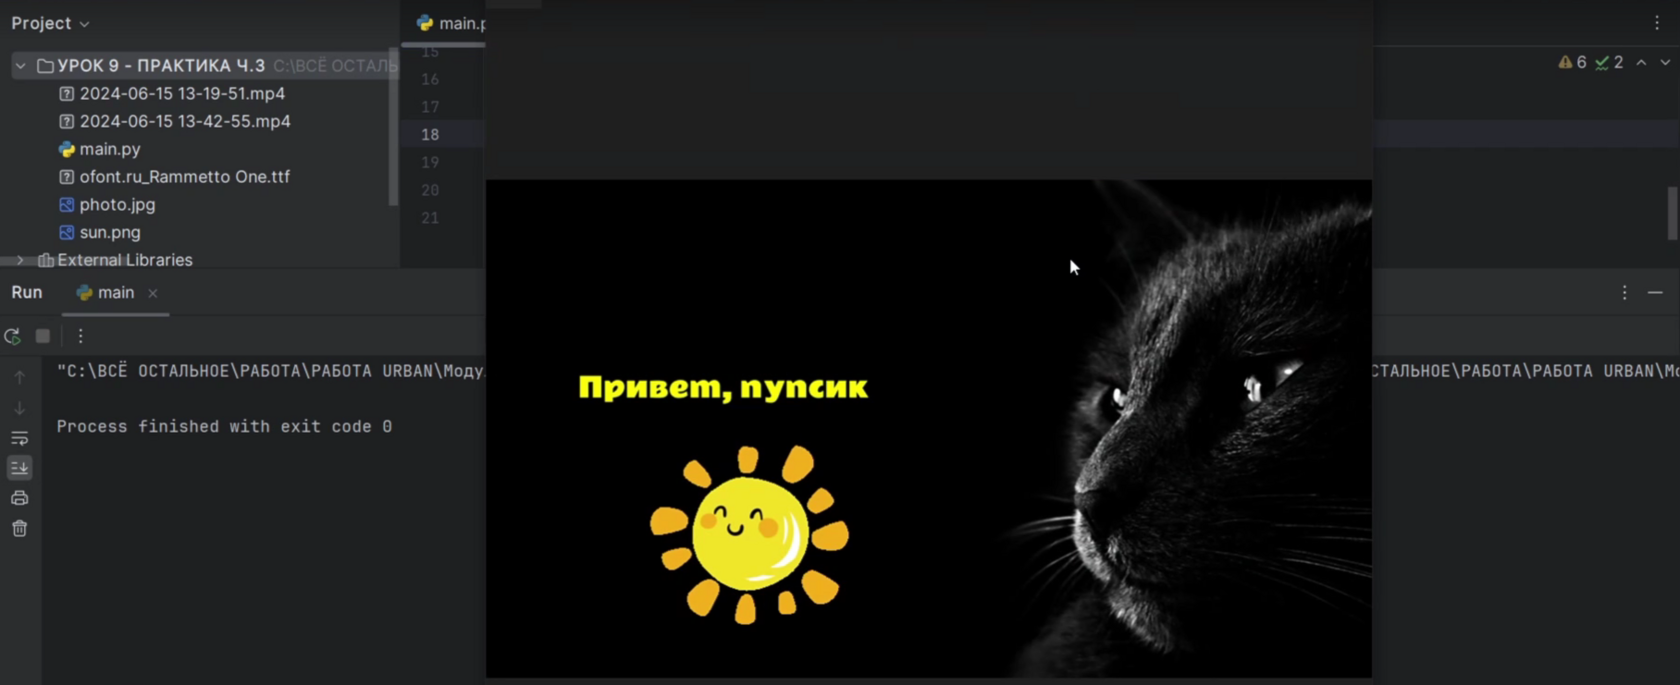 Project
main.p
УРОК 9 - ПРАКТИКА Ч.3 C:\ВСЁ ОСТАЛЬ
2024-06-15 13-19-51.mp4
2024-06-15 13-42-55.mp4
main.py
ofont.ru_Rammetto One.ttf
photo.jpg
sun.png
External Libraries
15
16
17
18
19
20
21
6 2
Привет, пупсик
Run main
"C:\ВСЁ ОСТАЛЬНОЕ\РАБОТА\РАБОТА URBAN\Моду
СТАЛЬНОЕ\РАБОТА\РАБОТА URBAN\Мо
Process finished with exit code 0